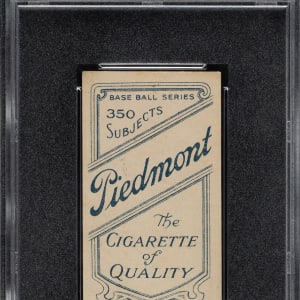 BASE BALL SERIES
350
SUBJECTS
Piedmont
The
CIGARETTE
of
QUALITY